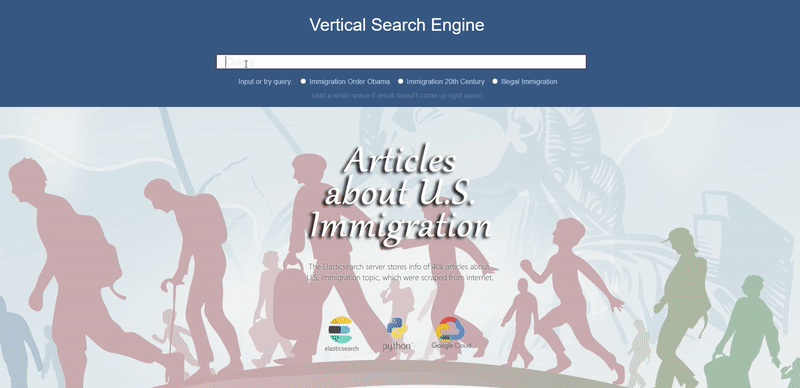 Vertical Search Engine
Query
Input or try query: Immigration Order Obama Immigration 20th Century Illegal Immigration
(add a white space if result doesn't come up right away)
Articles
about U.S.
Immigration
The Elasticsearch server stores info of 40k articles about
U.S. immigration topic, which were scraped from internet.
elasticsearch python Google Cloud